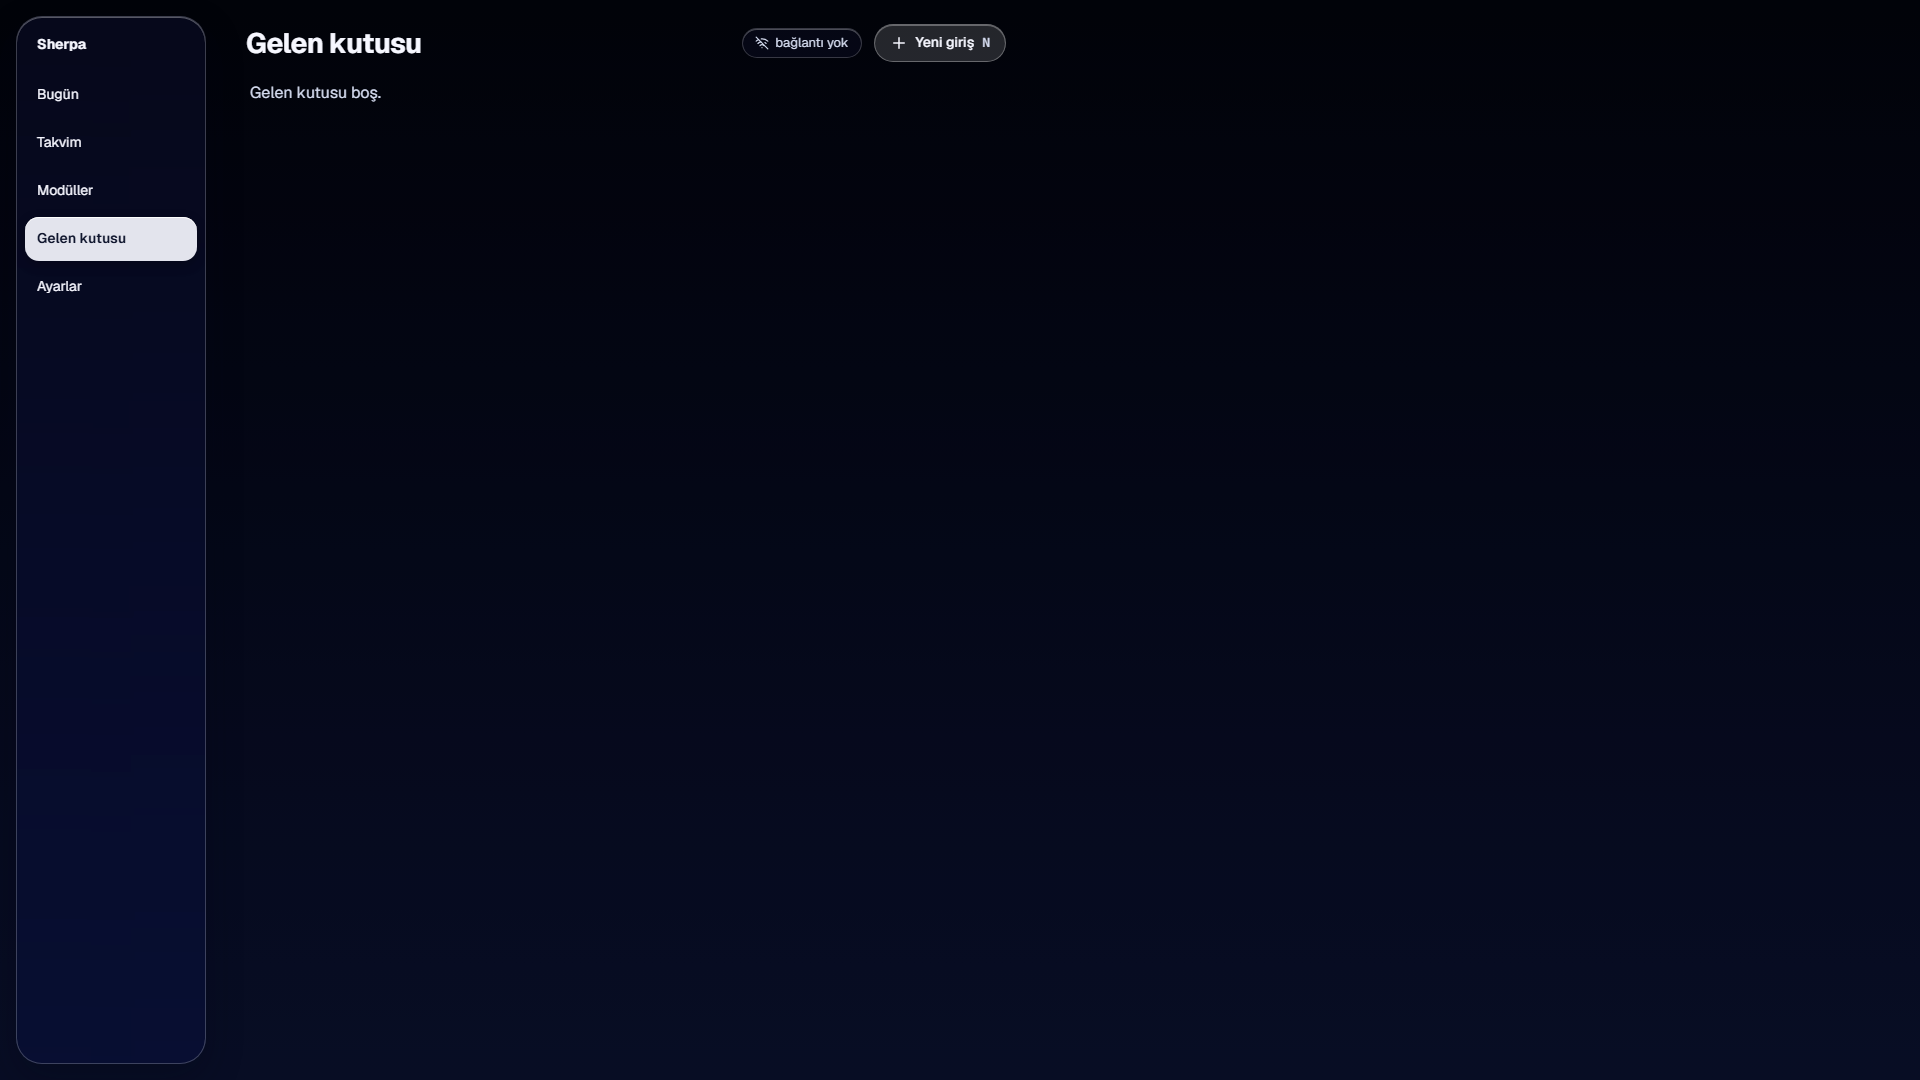 Sherpa
Bugün
Takvim
Modüller
Gelen kutusu
Ayarlar
Gelen kutusu
bağlantı yok
Yeni giriş N
Gelen kutusu boş.